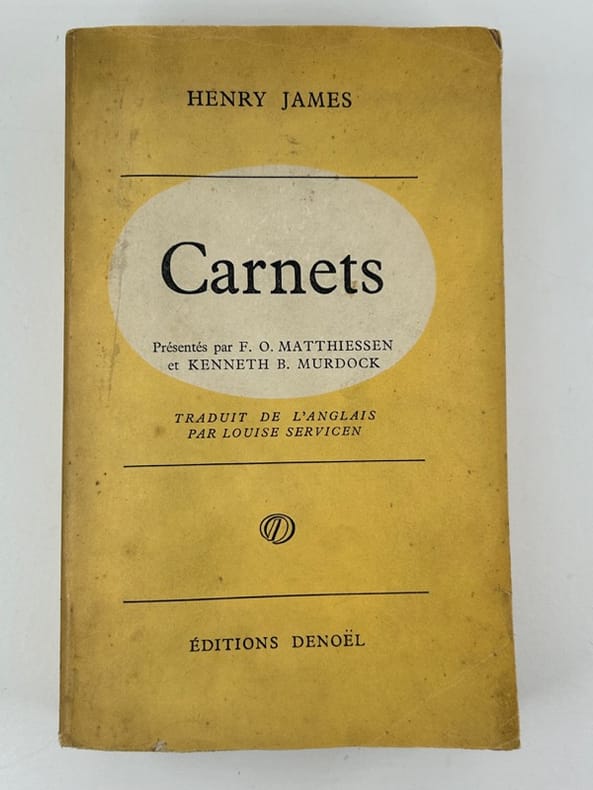 HENRY JAMES
Carnets
Présentés par F. O. MATTHIESSEN
et KENNETH B. MURDOCK
TRADUIT DE L'ANGLAIS
PAR LOUISE SERVICEN
D
ÉDITIONS DENOËL